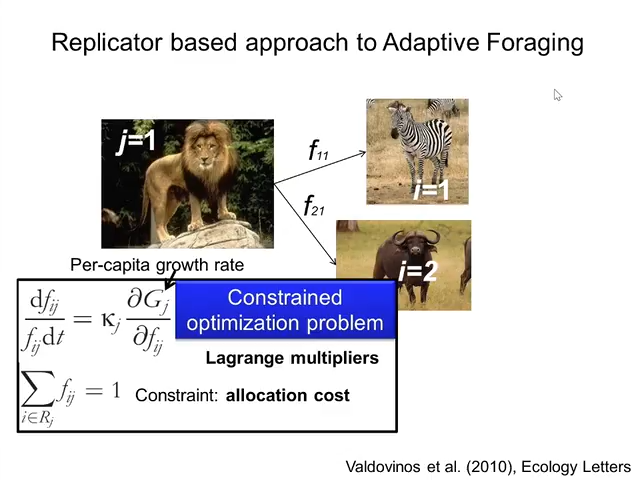 Replicator based approach to Adaptive Foraging
j=1
f₁₁
i=1
f₂₁
i=2
Per-capita growth rate
df_ij / f_ij dt = κ_j ∂G_j / ∂f_ij
Constrained
optimization problem
Lagrange multipliers
∑_{i∈R_j} f_ij = 1
Constraint: allocation cost
Valdovinos et al. (2010), Ecology Letters